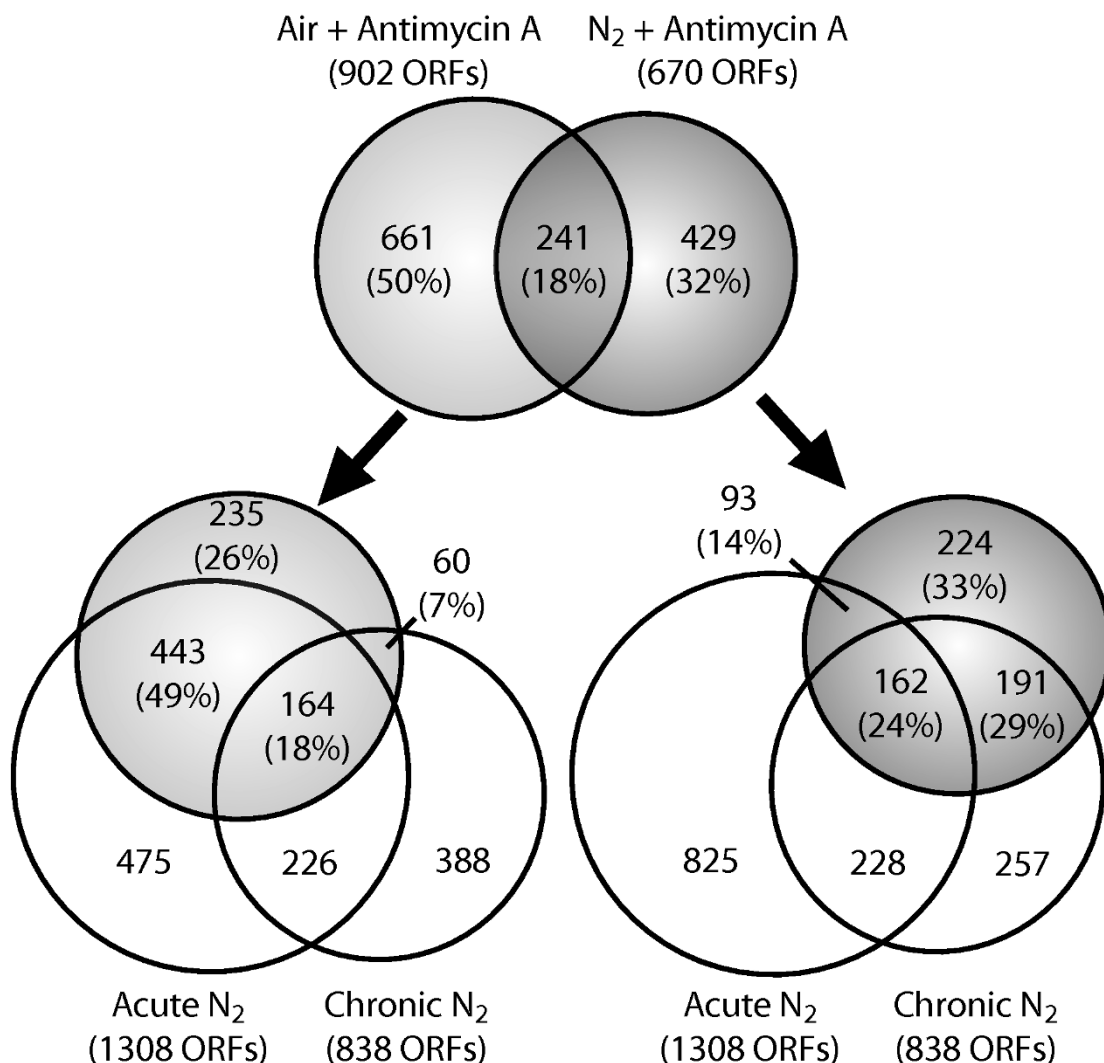 Air + Antimycin A
(902 ORFs)
N₂ + Antimycin A
(670 ORFs)
661
(50%)
241
(18%)
429
(32%)
235
(26%)
60
(7%)
443
(49%)
164
(18%)
475
226
388
Acute N₂
(1308 ORFs)
Chronic N₂
(838 ORFs)
93
(14%)
224
(33%)
162
(24%)
191
(29%)
825
228
257
Acute N₂
(1308 ORFs)
Chronic N₂
(838 ORFs)